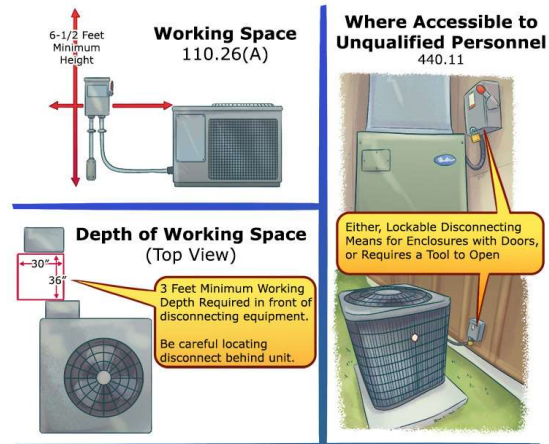 Working Space
110.26(A)
6-1/2 Feet
Minimum
Height
Depth of Working Space
(Top View)
30"
36"
3 Feet Minimum Working
Depth Required in front of
disconnecting equipment.
Be careful locating
disconnect behind unit.
Where Accessible to
Unqualified Personnel
440.11
Either, Lockable Disconnecting
Means for Enclosures with Doors,
or Requires a Tool to Open